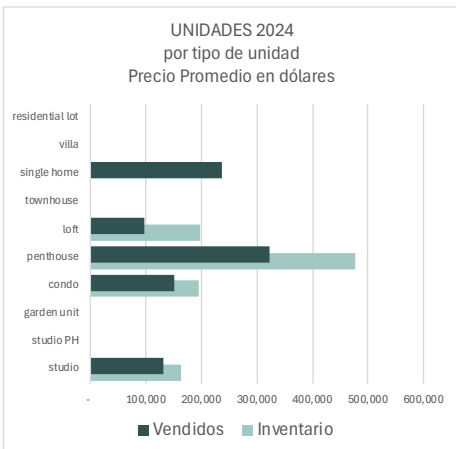 UNIDADES 2024
por tipo de unidad
Precio Promedio en dólares
residential lot
villa
single home
townhouse
loft
penthouse
condo
garden unit
studio PH
studio
- 100,000 200,000 300,000 400,000 500,000 600,000
Vendidos Inventario